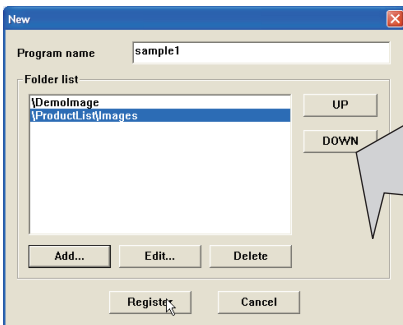 New
Program name sample1
Folder list
\DemoImage
\ProductList\Images
UP
DOWN
Add... Edit... Delete
Register Cancel